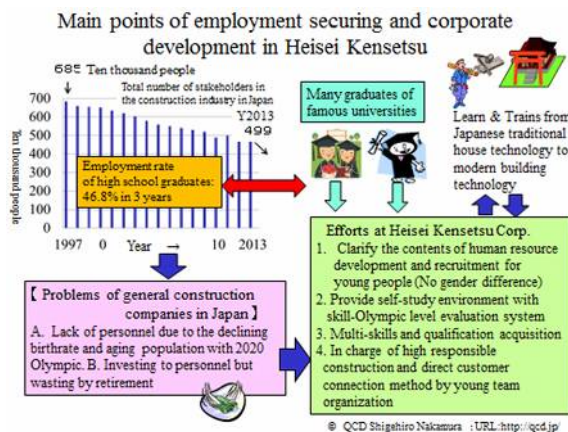 Main points of employment securing and corporate
development in Heisei Kensetsu
685 Ten thousand people
Total number of stakeholders in
the construction industry in Japan
Y2013
499
Ten thousand people
700
600
500
400
300
200
100
0
Employment rate
of high school graduates:
46.8% in 3 years
1997 0 Year → 10 2013
Many graduates of
famous universities
Learn & Trains from
Japanese traditional
house technology to
modern building
technology
【 Problems of general construction
companies in Japan 】
A. Lack of personnel due to the declining
birthrate and aging population with 2020
Olympic. B. Investing to personnel but
wasting by retirement
Efforts at Heisei Kensetsu Corp.
1. Clarify the contents of human resource
development and recruitment for
young people (No gender difference)
2. Provide self-study environment with
skill-Olympic level evaluation system
3. Multi-skills and qualification acquisition
4. In charge of high responsible
construction and direct customer
connection method by young team
organization
© QCD Shigehiro Nakamura : URL:http://qcd.jp/